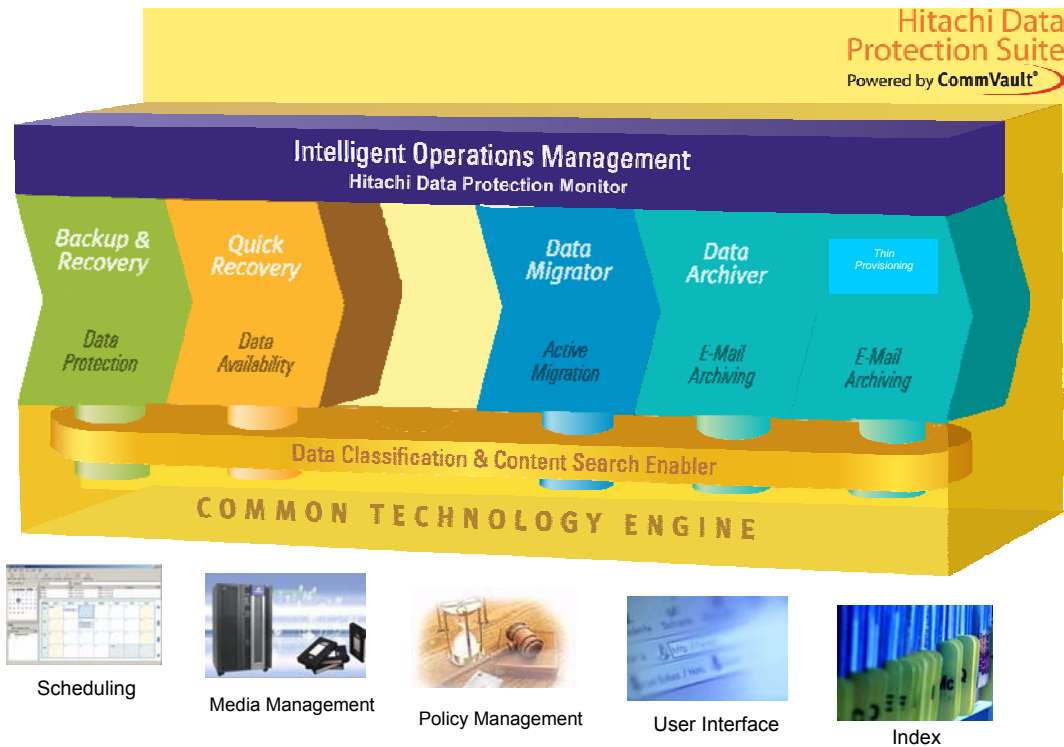 Hitachi Data
Protection Suite
Powered by CommVault®
Intelligent Operations Management
Hitachi Data Protection Monitor
Backup &
Recovery
Quick
Recovery
Data
Migrator
Data
Archiver
Thin
Provisioning
Data
Protection
Data
Availability
Active
Migration
E-Mail
Archiving
E-Mail
Archiving
Data Classification & Content Search Enabler
COMMON TECHNOLOGY ENGINE
Mc
Q
Scheduling
Media Management
Policy Management
User Interface
Index